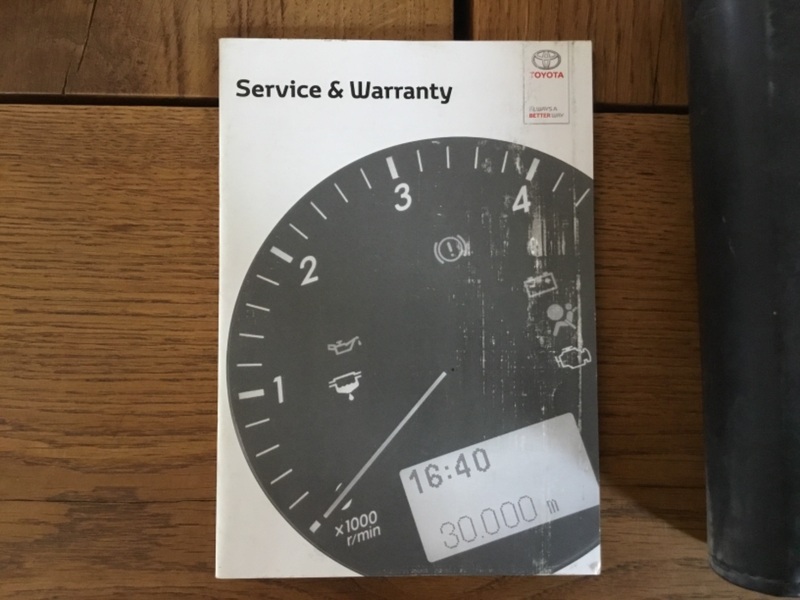 Service & Warranty
TOYOTA
ALWAYS A
BETTER WAY
3
4
2
1
16:40
30.000 m
x1000
r/min